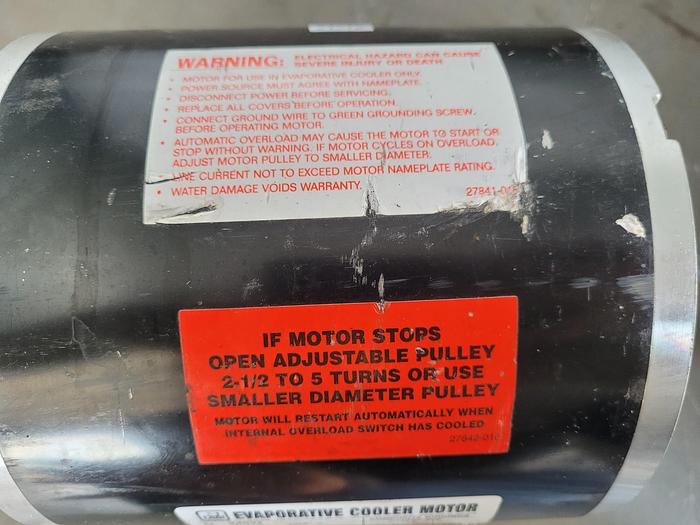 WARNING: ELECTRICAL HAZARD CAN CAUSE
SEVERE INJURY OR DEATH
• MOTOR FOR USE IN EVAPORATIVE COOLER ONLY.
• POWER SOURCE MUST AGREE WITH NAMEPLATE.
• DISCONNECT POWER BEFORE SERVICING.
• REPLACE ALL COVERS BEFORE OPERATION.
• CONNECT GROUND WIRE TO GREEN GROUNDING SCREW.
BEFORE OPERATING MOTOR.
• AUTOMATIC OVERLOAD MAY CAUSE THE MOTOR TO START OR
STOP WITHOUT WARNING. IF MOTOR CYCLES ON OVERLOAD,
ADJUST MOTOR PULLEY TO SMALLER DIAMETER.
• LINE CURRENT NOT TO EXCEED MOTOR NAMEPLATE RATING.
• WATER DAMAGE VOIDS WARRANTY.
IF MOTOR STOPS
OPEN ADJUSTABLE PULLEY
2-1/2 TO 5 TURNS OR USE
SMALLER DIAMETER PULLEY
MOTOR WILL RESTART AUTOMATICALLY WHEN
INTERNAL OVERLOAD SWITCH HAS COOLED
EVAPORATIVE COOLER MOTOR